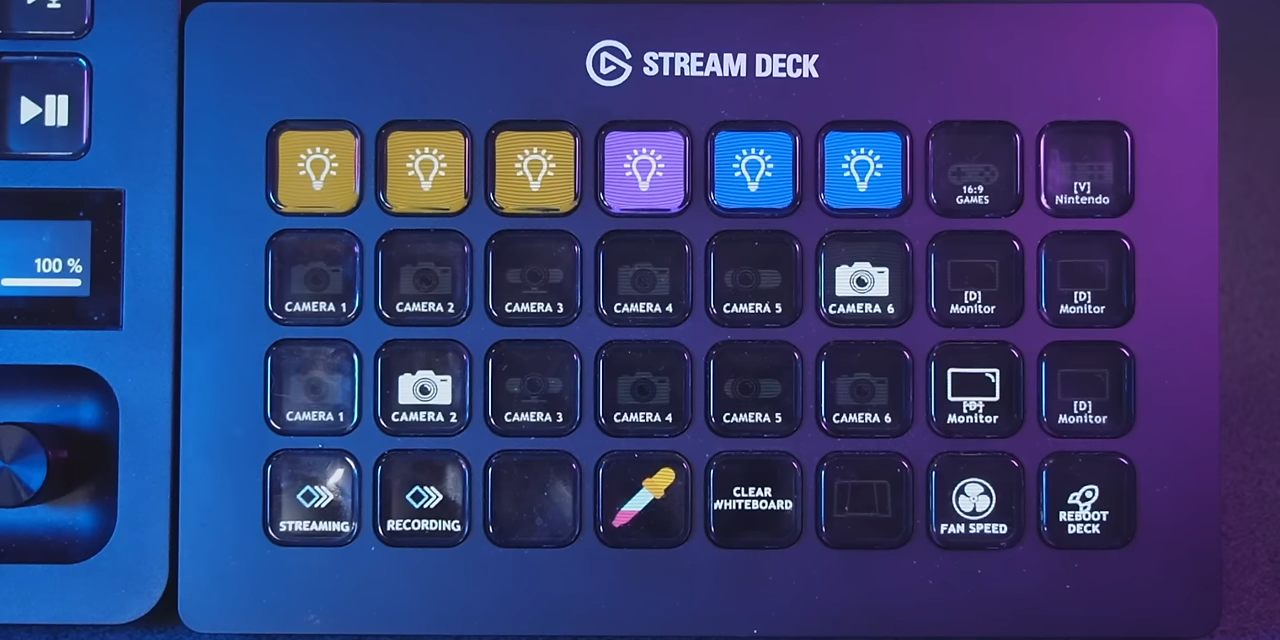 STREAM DECK
16:9
GAMES
[V]
Nintendo
100 %
CAMERA 1
CAMERA 2
CAMERA 3
CAMERA 4
CAMERA 5
CAMERA 6
[D]
Monitor
[D]
Monitor
CAMERA 1
CAMERA 2
CAMERA 3
CAMERA 4
CAMERA 5
CAMERA 6
[D]
Monitor
[D]
Monitor
STREAMING
RECORDING
CLEAR
WHITEBOARD
FAN SPEED
REBOOT
DECK